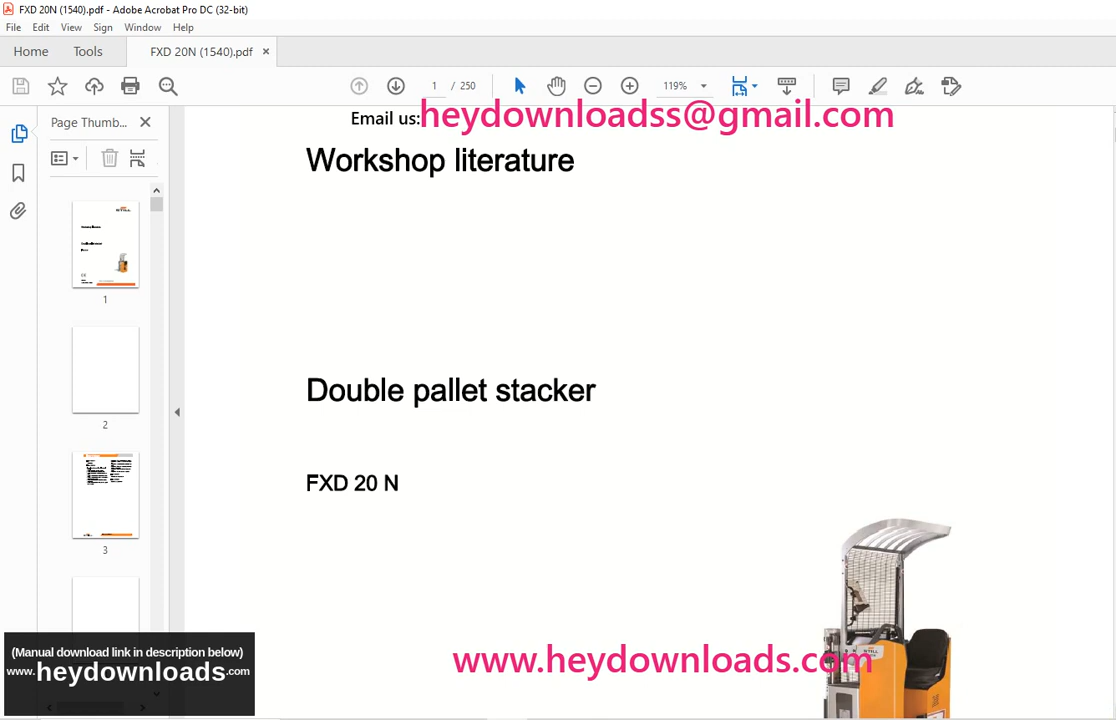 FXD 20N (1540).pdf - Adobe Acrobat Pro DC (32-bit)
File Edit View Sign Window Help
Home Tools FXD 20N (1540).pdf ×
1 / 250 119%
Email us:heydownloadss@gmail.com
Page Thumb...
Workshop literature
1
Double pallet stacker
2
FXD 20 N
3
STILL
(Manual download link in description below)
www.heydownloads.com
www.heydownloads.com